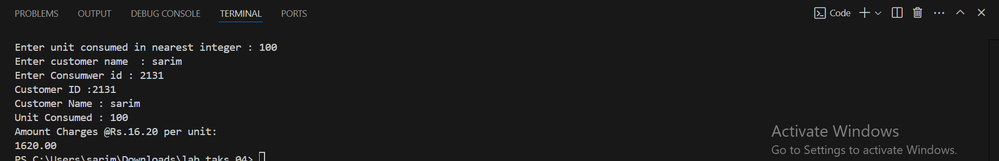 PROBLEMS OUTPUT DEBUG CONSOLE TERMINAL PORTS Code
Enter unit consumed in nearest integer : 100
Enter customer name  : sarim
Enter Consumwer id : 2131
Customer ID :2131
Customer Name : sarim
Unit Consumed : 100
Amount Charges @Rs.16.20 per unit:
1620.00
PS C:\Users\sarim\Downloads\lab taks 04>
Activate Windows
Go to Settings to activate Windows.